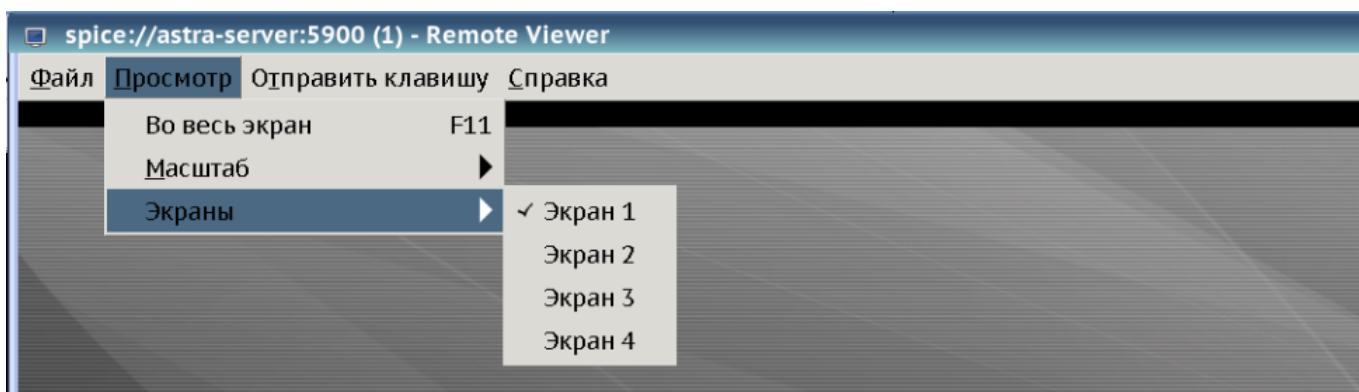 spice://astra-server:5900 (1) - Remote Viewer
Файл Просмотр Отправить клавишу Справка
Во весь экран F11
Масштаб
Экраны
Экран 1
Экран 2
Экран 3
Экран 4